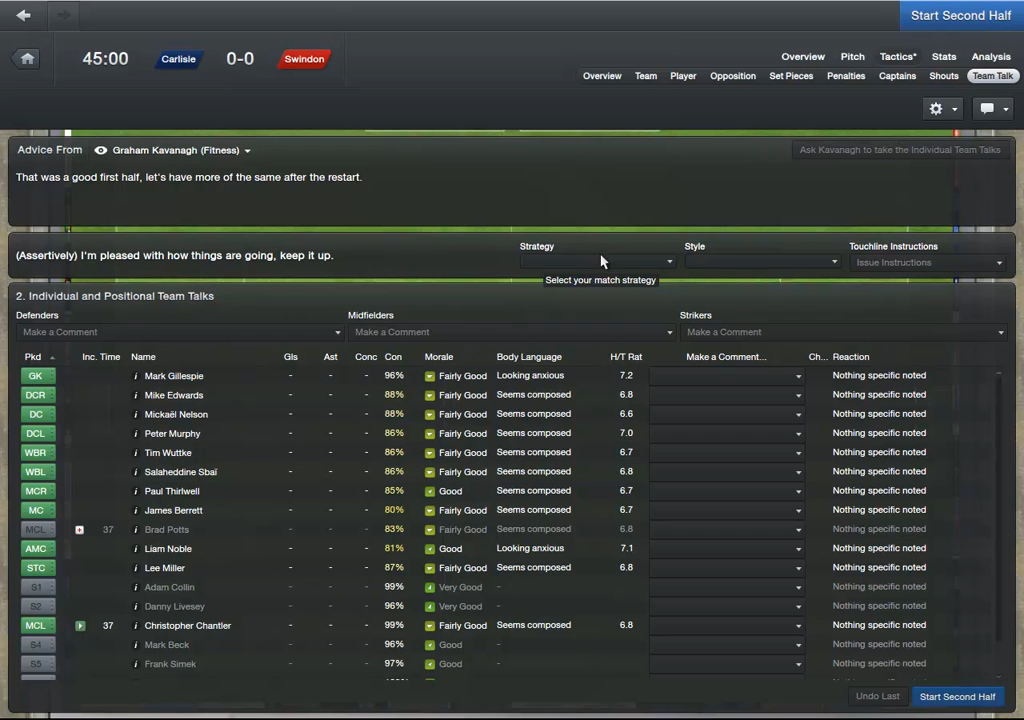 Start Second Half
45:00 Carlisle 0-0 Swindon
Overview Pitch Tactics* Stats Analysis
Overview Team Player Opposition Set Pieces Penalties Captains Shouts Team Talk
Advice From Graham Kavanagh (Fitness) Ask Kavanagh to take the Individual Team Talks
That was a good first half, let's have more of the same after the restart.
Strategy Style Touchline Instructions
(Assertively) I'm pleased with how things are going, keep it up. Issue Instructions
Select your match strategy
2. Individual and Positional Team Talks
Defenders Midfielders Strikers
Make a Comment Make a Comment Make a Comment
Pkd Inc. Time Name Gls Ast Conc Con Morale Body Language H/T Rat Make a Comment... Ch... Reaction
GK i Mark Gillespie - - - 96% Fairly Good Looking anxious 7.2 Nothing specific noted
DCR i Mike Edwards - - - 88% Fairly Good Seems composed 6.8 Nothing specific noted
DC i Mickaël Nelson - - - 88% Fairly Good Seems composed 6.6 Nothing specific noted
DCL i Peter Murphy - - - 86% Fairly Good Seems composed 7.0 Nothing specific noted
WBR i Tim Wuttke - - - 86% Fairly Good Seems composed 6.7 Nothing specific noted
WBL i Salaheddine Sbaï - - - 86% Fairly Good Seems composed 6.8 Nothing specific noted
MCR i Paul Thirlwell - - - 85% Good Seems composed 6.7 Nothing specific noted
MC i James Berrett - - - 80% Fairly Good Seems composed 6.7 Nothing specific noted
MCL 37 i Brad Potts - - - 83% Fairly Good Seems composed 6.8 Nothing specific noted
AMC i Liam Noble - - - 81% Good Looking anxious 7.1 Nothing specific noted
STC i Lee Miller - - - 87% Fairly Good Seems composed 6.8 Nothing specific noted
S1 i Adam Collin - - - 99% Very Good - Nothing specific noted
S2 i Danny Livesey - - - 96% Very Good - Nothing specific noted
MCL 37 i Christopher Chantler - - - 99% Fairly Good Seems composed 6.8 Nothing specific noted
S4 i Mark Beck - - - 96% Good - Nothing specific noted
S5 i Frank Simek - - - 97% Good - Nothing specific noted
Undo Last Start Second Half